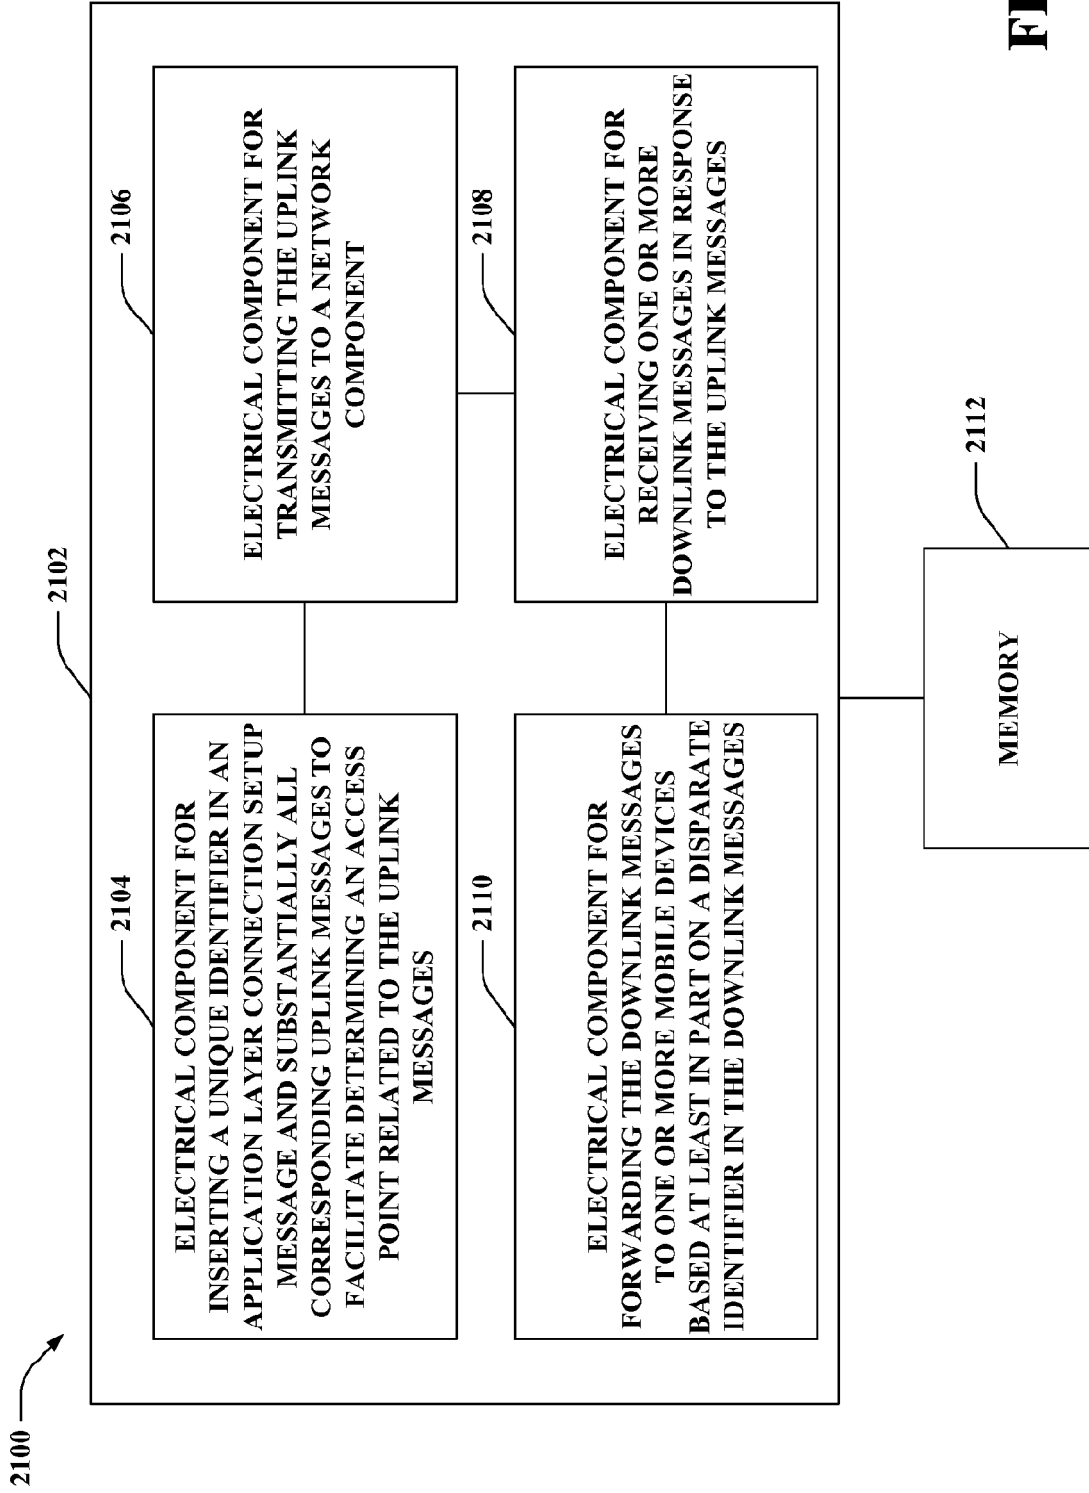 2100
2102
2104
ELECTRICAL COMPONENT FOR
INSERTING A UNIQUE IDENTIFIER IN AN
APPLICATION LAYER CONNECTION SETUP
MESSAGE AND SUBSTANTIALLY ALL
CORRESPONDING UPLINK MESSAGES TO
FACILITATE DETERMINING AN ACCESS
POINT RELATED TO THE UPLINK
MESSAGES
2106
ELECTRICAL COMPONENT FOR
TRANSMITTING THE UPLINK
MESSAGES TO A NETWORK
COMPONENT
2110
ELECTRICAL COMPONENT FOR
FORWARDING THE DOWNLINK MESSAGES
TO ONE OR MORE MOBILE DEVICES
BASED AT LEAST IN PART ON A DISPARATE
IDENTIFIER IN THE DOWNLINK MESSAGES
2108
ELECTRICAL COMPONENT FOR
RECEIVING ONE OR MORE
DOWNLINK MESSAGES IN RESPONSE
TO THE UPLINK MESSAGES
2112
MEMORY